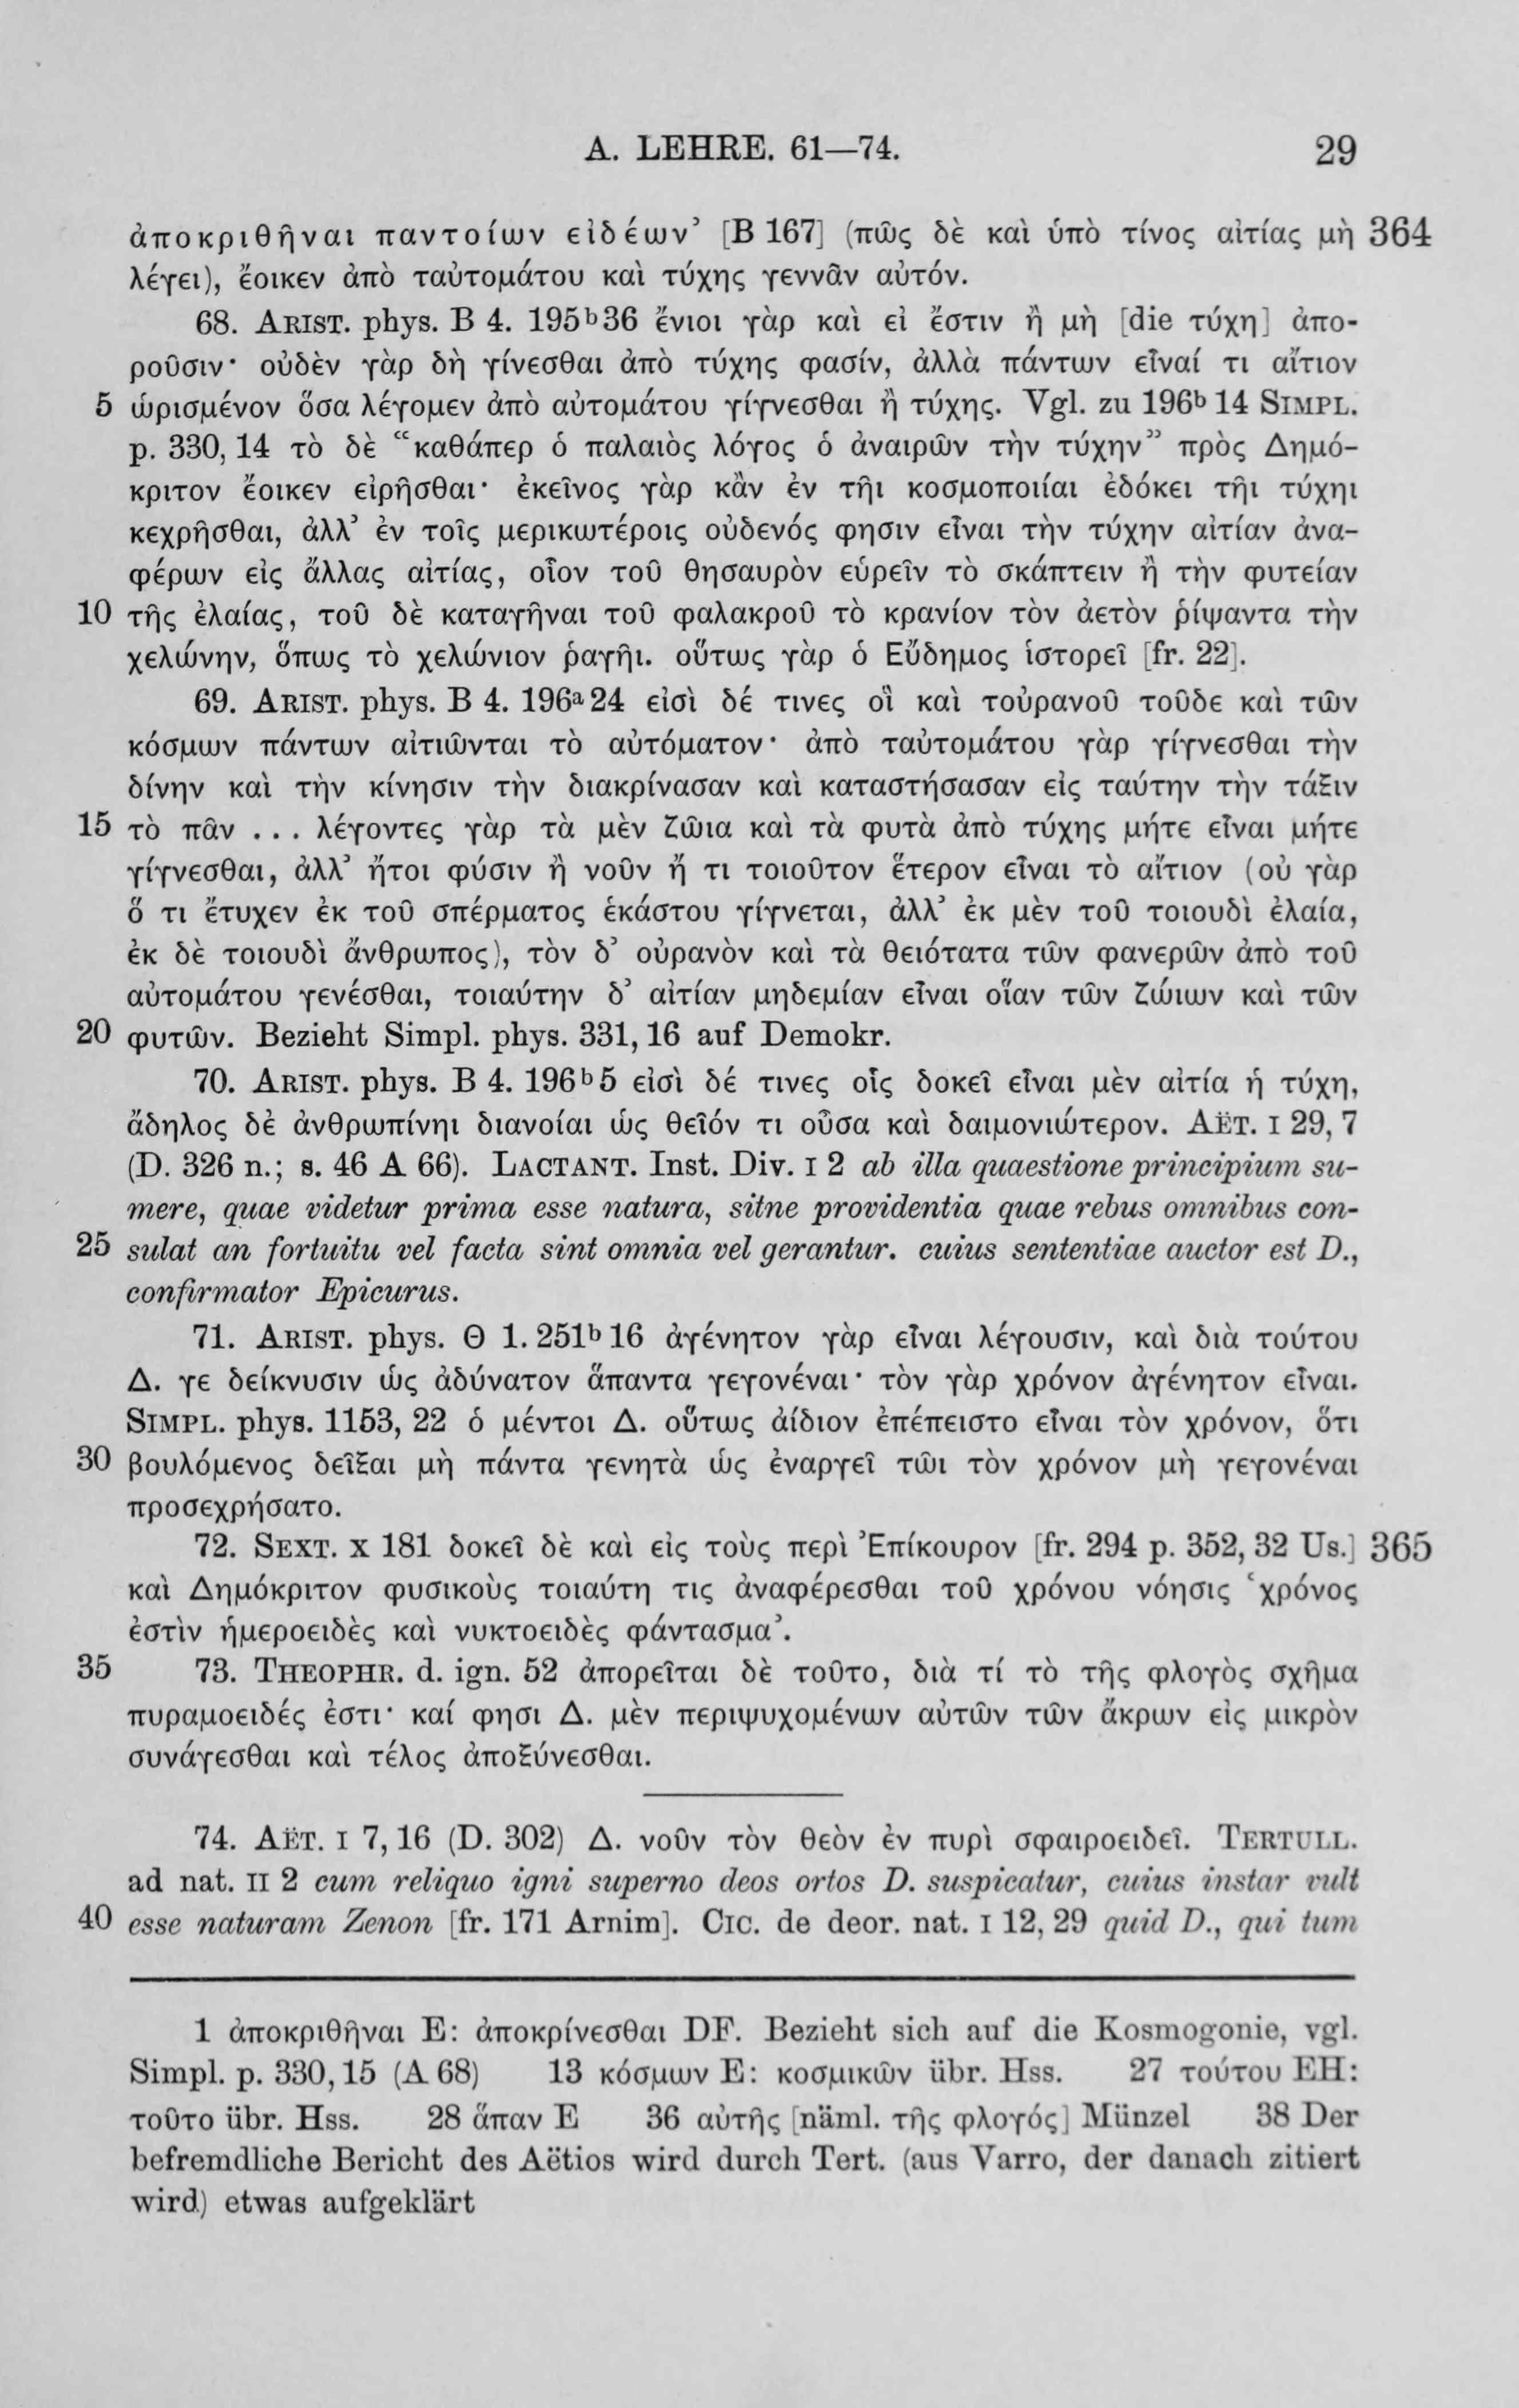 A. LEHRE. 61—74. 29
ἀποκριθῆναι παντοίων εἰδέων’ [B 167] (πῶς δὲ καὶ ὑπὸ τίνος αἰτίας μὴ 364
λέγει), ἔοικεν ἀπὸ ταὐτομάτου καὶ τύχης γεννᾶν αὐτόν.
68. ARIST. phys. B 4. 195ᵇ36 ἔνιοι γὰρ καὶ εἰ ἔστιν ἢ μὴ [die τύχη] ἀπο-
ροῦσιν· οὐδὲν γὰρ δὴ γίνεσθαι ἀπὸ τύχης φασίν, ἀλλὰ πάντων εἶναί τι αἴτιον
5 ὡρισμένον ὅσα λέγομεν ἀπὸ αὐτομάτου γίγνεσθαι ἢ τύχης. Vgl. zu 196ᵇ14 SIMPL.
p. 330, 14 τὸ δὲ “καθάπερ ὁ παλαιὸς λόγος ὁ ἀναιρῶν τὴν τύχην” πρὸς Δημό-
κριτον ἔοικεν εἰρῆσθαι· ἐκεῖνος γὰρ κἂν ἐν τῆι κοσμοποιίαι ἐδόκει τῆι τύχηι
κεχρῆσθαι, ἀλλ’ ἐν τοῖς μερικωτέροις οὐδενός φησιν εἶναι τὴν τύχην αἰτίαν ἀνα-
φέρων εἰς ἄλλας αἰτίας, οἷον τοῦ θησαυρὸν εὑρεῖν τὸ σκάπτειν ἢ τὴν φυτείαν
10 τῆς ἐλαίας, τοῦ δὲ καταγῆναι τοῦ φαλακροῦ τὸ κρανίον τὸν ἀετὸν ῥίψαντα τὴν
χελώνην, ὅπως τὸ χελώνιον ῥαγῆι. οὕτως γὰρ ὁ Εὔδημος ἱστορεῖ [fr. 22].
69. ARIST. phys. B 4. 196ᵃ24 εἰσὶ δέ τινες οἳ καὶ τοὐρανοῦ τοῦδε καὶ τῶν
κόσμων πάντων αἰτιῶνται τὸ αὐτόματον· ἀπὸ ταὐτομάτου γὰρ γίγνεσθαι τὴν
δίνην καὶ τὴν κίνησιν τὴν διακρίνασαν καὶ καταστήσασαν εἰς ταύτην τὴν τάξιν
15 τὸ πᾶν ... λέγοντες γὰρ τὰ μὲν ζῶια καὶ τὰ φυτὰ ἀπὸ τύχης μήτε εἶναι μήτε
γίγνεσθαι, ἀλλ’ ἤτοι φύσιν ἢ νοῦν ἤ τι τοιοῦτον ἕτερον εἶναι τὸ αἴτιον (οὐ γὰρ
ὅ τι ἔτυχεν ἐκ τοῦ σπέρματος ἑκάστου γίγνεται, ἀλλ’ ἐκ μὲν τοῦ τοιουδὶ ἐλαία,
ἐκ δὲ τοιουδὶ ἄνθρωπος), τὸν δ’ οὐρανὸν καὶ τὰ θειότατα τῶν φανερῶν ἀπὸ τοῦ
αὐτομάτου γενέσθαι, τοιαύτην δ’ αἰτίαν μηδεμίαν εἶναι οἵαν τῶν ζώιων καὶ τῶν
20 φυτῶν. Bezieht Simpl. phys. 331, 16 auf Demokr.
70. ARIST. phys. B 4. 196ᵇ5 εἰσὶ δέ τινες οἷς δοκεῖ εἶναι μὲν αἰτία ἡ τύχη,
ἄδηλος δὲ ἀνθρωπίνηι διανοίαι ὡς θεῖόν τι οὖσα καὶ δαιμονιώτερον. AËT. I 29, 7
(D. 326 n.; s. 46 A 66). LACTANT. Inst. Div. I 2 ab illa quaestione principium su-
mere, quae videtur prima esse natura, sitne providentia quae rebus omnibus con-
25 sulat an fortuitu vel facta sint omnia vel gerantur. cuius sententiae auctor est D.,
confirmator Epicurus.
71. ARIST. phys. Θ 1. 251ᵇ16 ἀγένητον γὰρ εἶναι λέγουσιν, καὶ διὰ τούτου
Δ. γε δείκνυσιν ὡς ἀδύνατον ἅπαντα γεγονέναι· τὸν γὰρ χρόνον ἀγένητον εἶναι.
SIMPL. phys. 1153, 22 ὁ μέντοι Δ. οὕτως ἀίδιον ἐπέπειστο εἶναι τὸν χρόνον, ὅτι
30 βουλόμενος δεῖξαι μὴ πάντα γενητὰ ὡς ἐναργεῖ τῶι τὸν χρόνον μὴ γεγονέναι
προσεχρήσατο.
72. SEXT. X 181 δοκεῖ δὲ καὶ εἰς τοὺς περὶ Ἐπίκουρον [fr. 294 p. 352, 32 Us.] 365
καὶ Δημόκριτον φυσικοὺς τοιαύτη τις ἀναφέρεσθαι τοῦ χρόνου νόησις ‘χρόνος
ἐστὶν ἡμεροειδὲς καὶ νυκτοειδὲς φάντασμα’.
35 73. THEOPHR. d. ign. 52 ἀπορεῖται δὲ τοῦτο, διὰ τί τὸ τῆς φλογὸς σχῆμα
πυραμοειδές ἐστι· καί φησι Δ. μὲν περιψυχομένων αὐτῶν τῶν ἄκρων εἰς μικρὸν
συνάγεσθαι καὶ τέλος ἀποξύνεσθαι.
74. AËT. I 7, 16 (D. 302) Δ. νοῦν τὸν θεὸν ἐν πυρὶ σφαιροειδεῖ. TERTULL.
ad nat. II 2 cum reliquo igni superno deos ortos D. suspicatur, cuius instar vult
40 esse naturam Zenon [fr. 171 Arnim]. CIC. de deor. nat. I 12, 29 quid D., qui tum
1 ἀποκριθῆναι E: ἀποκρίνεσθαι DF. Bezieht sich auf die Kosmogonie, vgl.
Simpl. p. 330, 15 (A 68) 13 κόσμων E: κοσμικῶν übr. Hss. 27 τούτου EH:
τοῦτο übr. Hss. 28 ἅπαν E 36 αὐτῆς [näml. τῆς φλογός] Münzel 38 Der
befremdliche Bericht des Aëtios wird durch Tert. (aus Varro, der danach zitiert
wird) etwas aufgeklärt